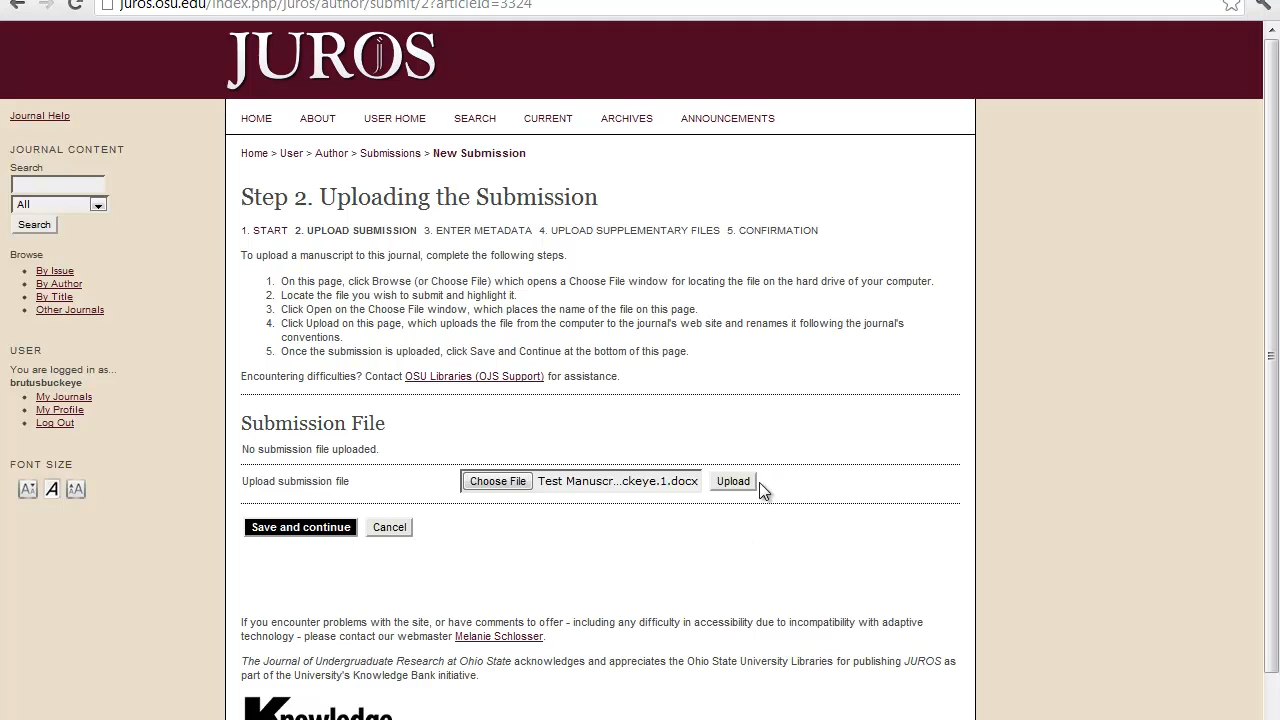 juros.osu.edu/index.php/juros/author/submit/2?articleId=3324
JUROS
Journal Help
JOURNAL CONTENT
Search
All
Search
Browse
By Issue
By Author
By Title
Other Journals
USER
You are logged in as...
brutusbuckeye
My Journals
My Profile
Log Out
FONT SIZE
A A A
HOME ABOUT USER HOME SEARCH CURRENT ARCHIVES ANNOUNCEMENTS
Home > User > Author > Submissions > New Submission
Step 2. Uploading the Submission
1. START 2. UPLOAD SUBMISSION 3. ENTER METADATA 4. UPLOAD SUPPLEMENTARY FILES 5. CONFIRMATION
To upload a manuscript to this journal, complete the following steps.
1. On this page, click Browse (or Choose File) which opens a Choose File window for locating the file on the hard drive of your computer.
2. Locate the file you wish to submit and highlight it.
3. Click Open on the Choose File window, which places the name of the file on this page.
4. Click Upload on this page, which uploads the file from the computer to the journal's web site and renames it following the journal's
conventions.
5. Once the submission is uploaded, click Save and Continue at the bottom of this page.
Encountering difficulties? Contact OSU Libraries (OJS Support) for assistance.
Submission File
No submission file uploaded.
Upload submission file Choose File Test Manuscr...ckeye.1.docx Upload
Save and continue Cancel
If you encounter problems with the site, or have comments to offer - including any difficulty in accessibility due to incompatibility with adaptive
technology - please contact our webmaster Melanie Schlosser.
The Journal of Undergraduate Research at Ohio State acknowledges and appreciates the Ohio State University Libraries for publishing JUROS as
part of the University's Knowledge Bank initiative.
Knowledge